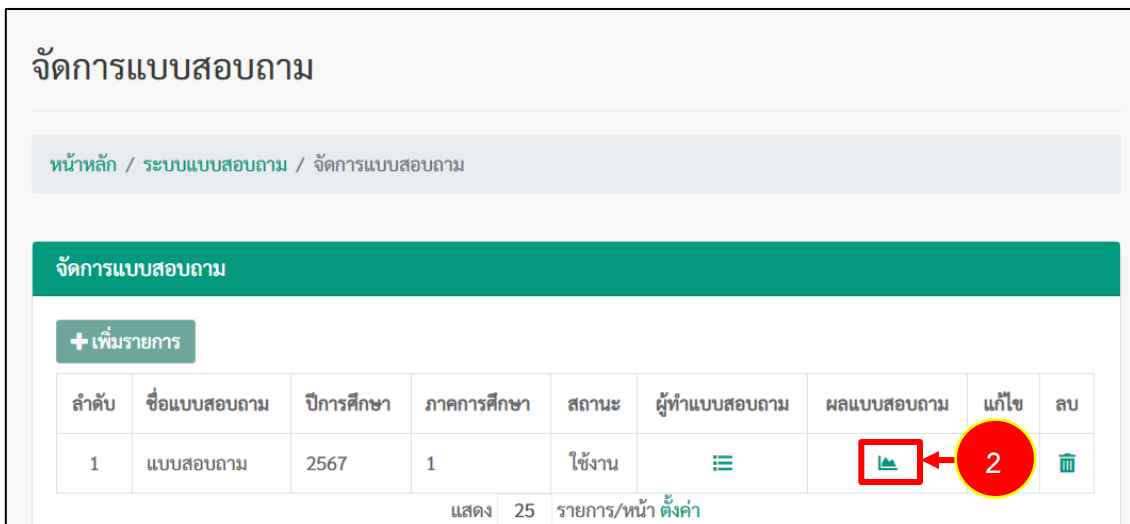 จัดการแบบสอบถาม
หน้าหลัก / ระบบแบบสอบถาม / จัดการแบบสอบถาม
จัดการแบบสอบถาม
เพิ่มรายการ
ลำดับ ชื่อแบบสอบถาม ปีการศึกษา ภาคการศึกษา สถานะ ผู้ทำแบบสอบถาม ผลแบบสอบถาม แก้ไข ลบ
1 แบบสอบถาม 2567 1 ใช้งาน 2
แสดง 25 รายการ/หน้า ตั้งค่า